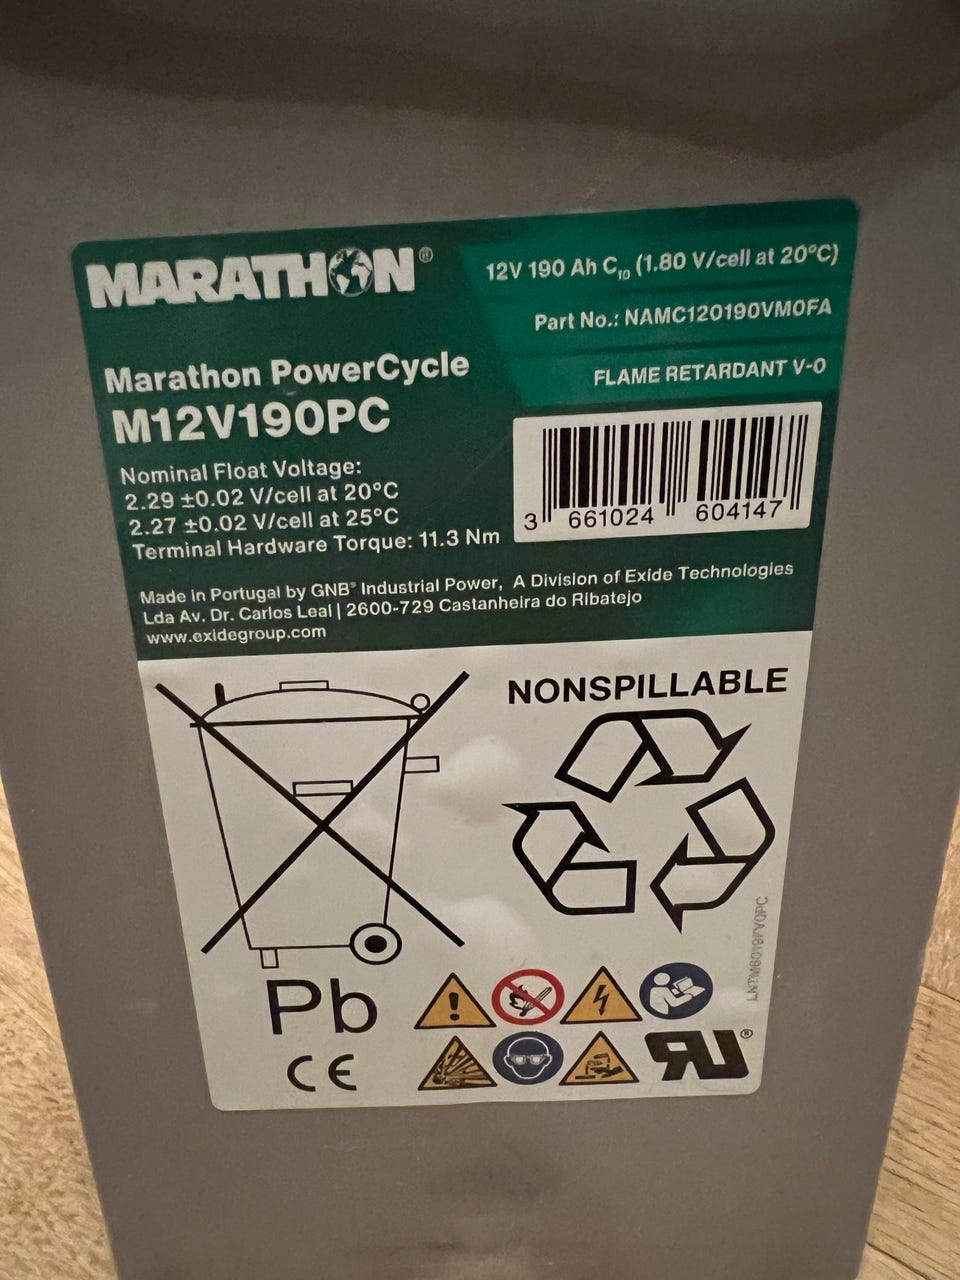 MARATHON®
12V 190 Ah C10 (1.80 V/cell at 20°C)
Part No.: NAMC120190VM0FA
FLAME RETARDANT V-0
Marathon PowerCycle
M12V190PC
Nominal Float Voltage:
2.29 ±0.02 V/cell at 20°C
2.27 ±0.02 V/cell at 25°C
Terminal Hardware Torque: 11.3 Nm
3 661024 604147
Made in Portugal by GNB® Industrial Power, A Division of Exide Technologies
Lda Av. Dr. Carlos Leal | 2600-729 Castanheira do Ribatejo
www.exidegroup.com
NONSPILLABLE
Pb
CE